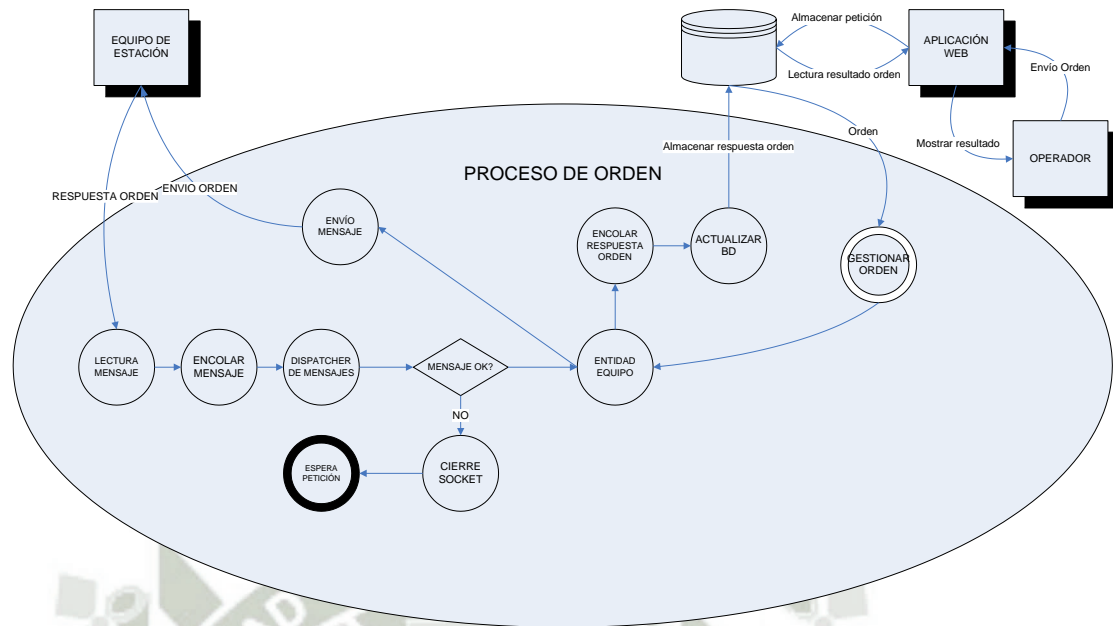 EQUIPO DE
ESTACIÓN
Almacenar petición
APLICACIÓN
WEB
Lectura resultado orden
Envío Orden
Orden
Mostrar resultado
OPERADOR
Almacenar respuesta orden
PROCESO DE ORDEN
RESPUESTA ORDEN
ENVIO ORDEN
ENVÍO
MENSAJE
ENCOLAR
RESPUESTA
ORDEN
ACTUALIZAR
BD
GESTIONAR
ORDEN
LECTURA
MENSAJE
ENCOLAR
MENSAJE
DISPATCHER
DE MENSAJES
MENSAJE OK?
ENTIDAD
EQUIPO
NO
ESPERA
PETICIÓN
CIERRE
SOCKET